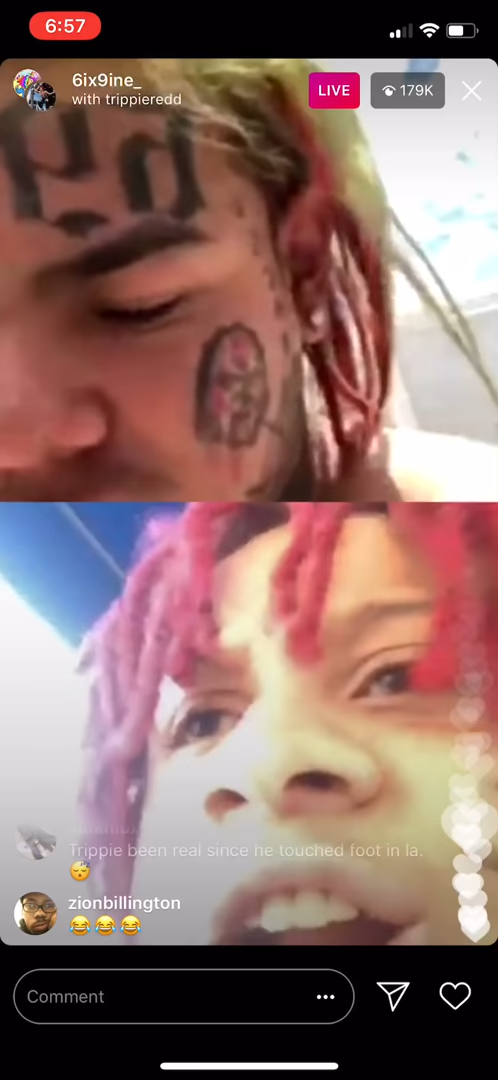 6:57
6ix9ine_
with trippieredd
LIVE
179K
Trippie been real since he touched foot in la.
😴
zionbillington
😂😂😂
Comment